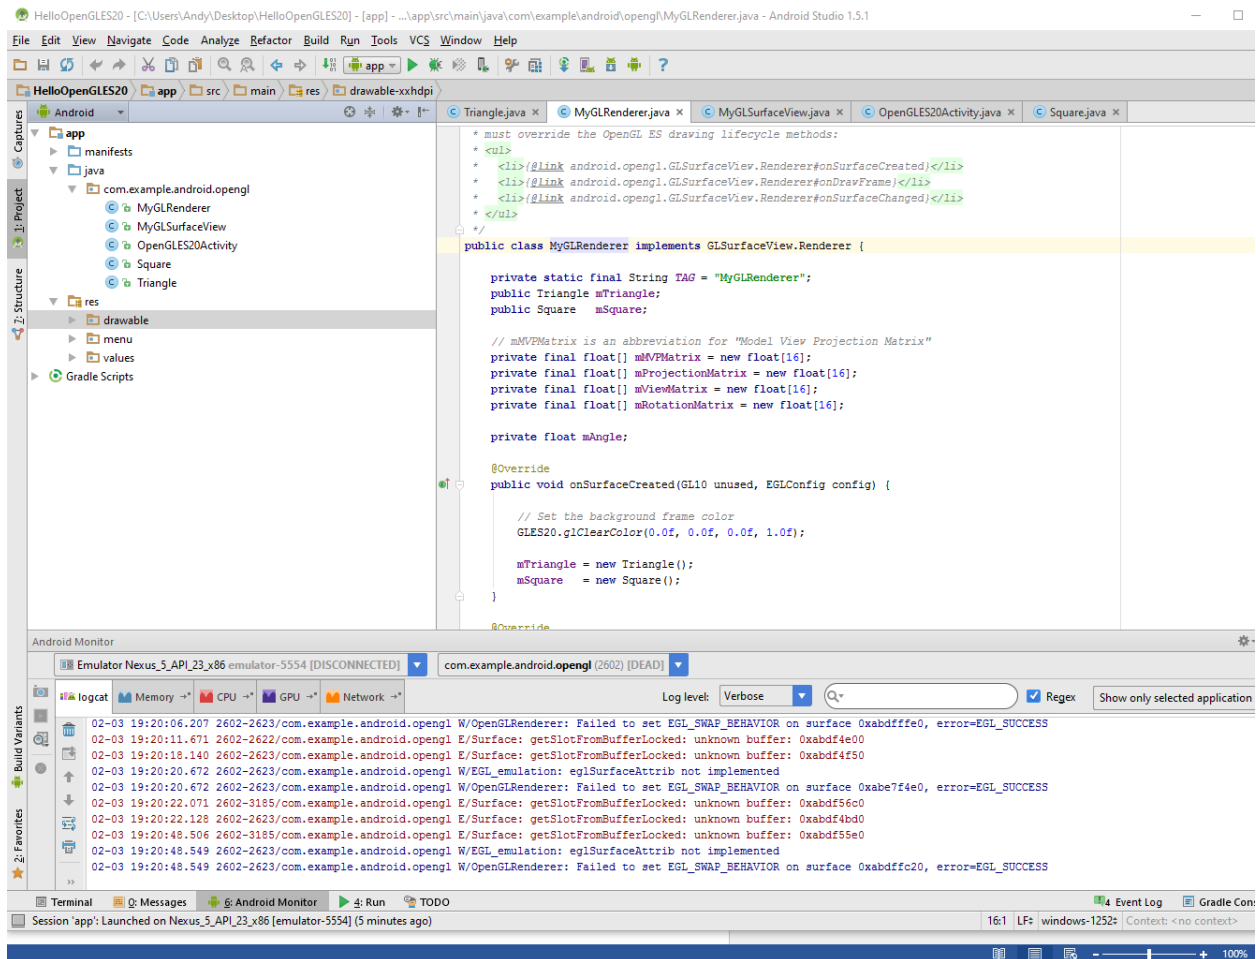 HelloOpenGLES20 - [C:\Users\Andy\Desktop\HelloOpenGLES20] - [app] - ...\app\src\main\java\com\example\android\opengl\MyGLRenderer.java - Android Studio 1.5.1
File Edit View Navigate Code Analyze Refactor Build Run Tools VCS Window Help
app
HelloOpenGLES20 app src main res drawable-xxhdpi
Captures
1: Project
7: Structure
Build Variants
2: Favorites
Android
app
manifests
java
com.example.android.opengl
MyGLRenderer
MyGLSurfaceView
OpenGLES20Activity
Square
Triangle
res
drawable
menu
values
Gradle Scripts
Triangle.java × MyGLRenderer.java × MyGLSurfaceView.java × OpenGLES20Activity.java × Square.java ×
* must override the OpenGL ES drawing lifecycle methods:
* <ul>
*   <li>{@link android.opengl.GLSurfaceView.Renderer#onSurfaceCreated}</li>
*   <li>{@link android.opengl.GLSurfaceView.Renderer#onDrawFrame}</li>
*   <li>{@link android.opengl.GLSurfaceView.Renderer#onSurfaceChanged}</li>
* </ul>
*/
public class MyGLRenderer implements GLSurfaceView.Renderer {
private static final String TAG = "MyGLRenderer";
public Triangle mTriangle;
public Square   mSquare;
// mMVPMatrix is an abbreviation for "Model View Projection Matrix"
private final float[] mMVPMatrix = new float[16];
private final float[] mProjectionMatrix = new float[16];
private final float[] mViewMatrix = new float[16];
private final float[] mRotationMatrix = new float[16];
private float mAngle;
@Override
public void onSurfaceCreated(GL10 unused, EGLConfig config) {
// Set the background frame color
GLES20.glClearColor(0.0f, 0.0f, 0.0f, 1.0f);
mTriangle = new Triangle();
mSquare   = new Square();
}
@Override
Android Monitor
Emulator Nexus_5_API_23_x86 emulator-5554 [DISCONNECTED] com.example.android.opengl (2602) [DEAD]
logcat Memory CPU GPU Network Log level: Verbose Regex Show only selected application
02-03 19:20:06.207 2602-2623/com.example.android.opengl W/OpenGLRenderer: Failed to set EGL_SWAP_BEHAVIOR on surface 0xabdfffe0, error=EGL_SUCCESS
02-03 19:20:11.671 2602-2622/com.example.android.opengl E/Surface: getSlotFromBufferLocked: unknown buffer: 0xabdf4e00
02-03 19:20:18.140 2602-2623/com.example.android.opengl E/Surface: getSlotFromBufferLocked: unknown buffer: 0xabdf4f50
02-03 19:20:20.672 2602-2623/com.example.android.opengl W/EGL_emulation: eglSurfaceAttrib not implemented
02-03 19:20:20.672 2602-2623/com.example.android.opengl W/OpenGLRenderer: Failed to set EGL_SWAP_BEHAVIOR on surface 0xabe7f4e0, error=EGL_SUCCESS
02-03 19:20:22.071 2602-3185/com.example.android.opengl E/Surface: getSlotFromBufferLocked: unknown buffer: 0xabdf56c0
02-03 19:20:22.128 2602-2623/com.example.android.opengl E/Surface: getSlotFromBufferLocked: unknown buffer: 0xabdf4bd0
02-03 19:20:48.506 2602-3185/com.example.android.opengl E/Surface: getSlotFromBufferLocked: unknown buffer: 0xabdf55e0
02-03 19:20:48.549 2602-2623/com.example.android.opengl W/EGL_emulation: eglSurfaceAttrib not implemented
02-03 19:20:48.549 2602-2623/com.example.android.opengl W/OpenGLRenderer: Failed to set EGL_SWAP_BEHAVIOR on surface 0xabdffc20, error=EGL_SUCCESS
Terminal 0: Messages 6: Android Monitor 4: Run TODO 4 Event Log Gradle Cons
Session 'app': Launched on Nexus_5_API_23_x86 [emulator-5554] (5 minutes ago) 16:1 LF÷ windows-1252÷ Context: <no context>
100%